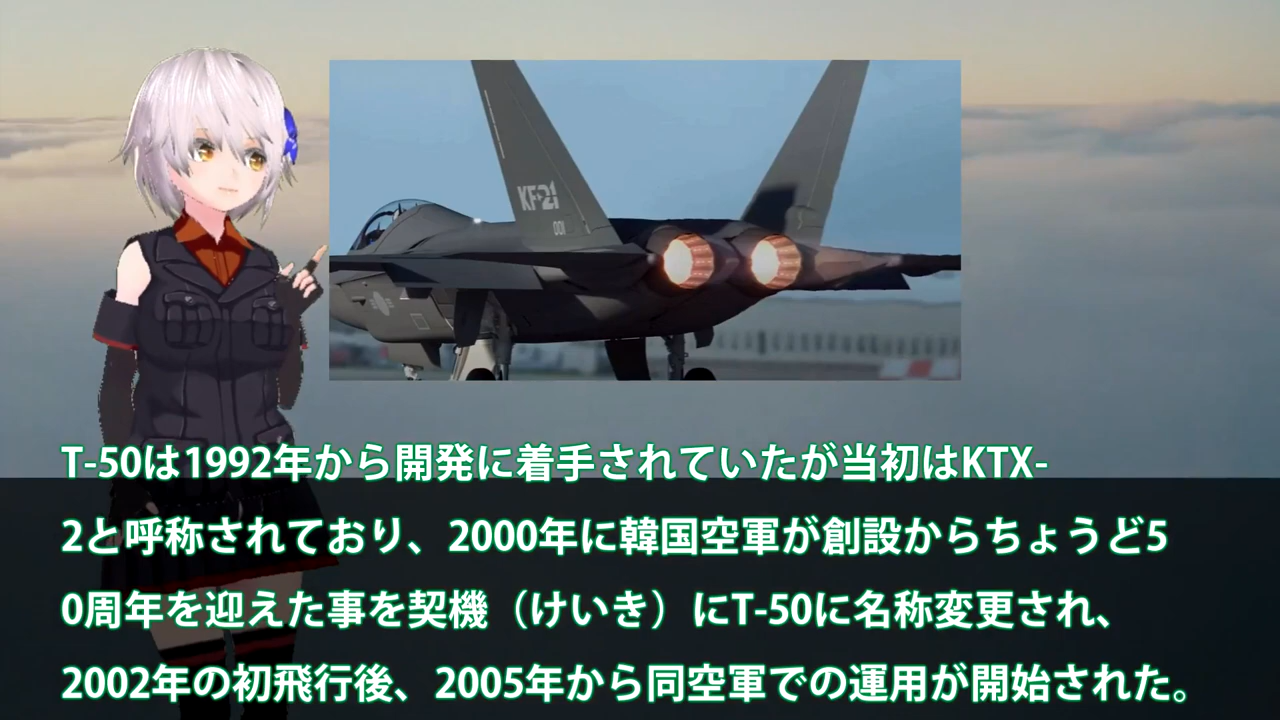 KF-21
001
T-50は1992年から開発に着手されていたが当初はKTX-
2と呼称されており、2000年に韓国空軍が創設からちょうど5
0周年を迎えた事を契機（けいき）にT-50に名称変更され、
2002年の初飛行後、2005年から同空軍での運用が開始された。